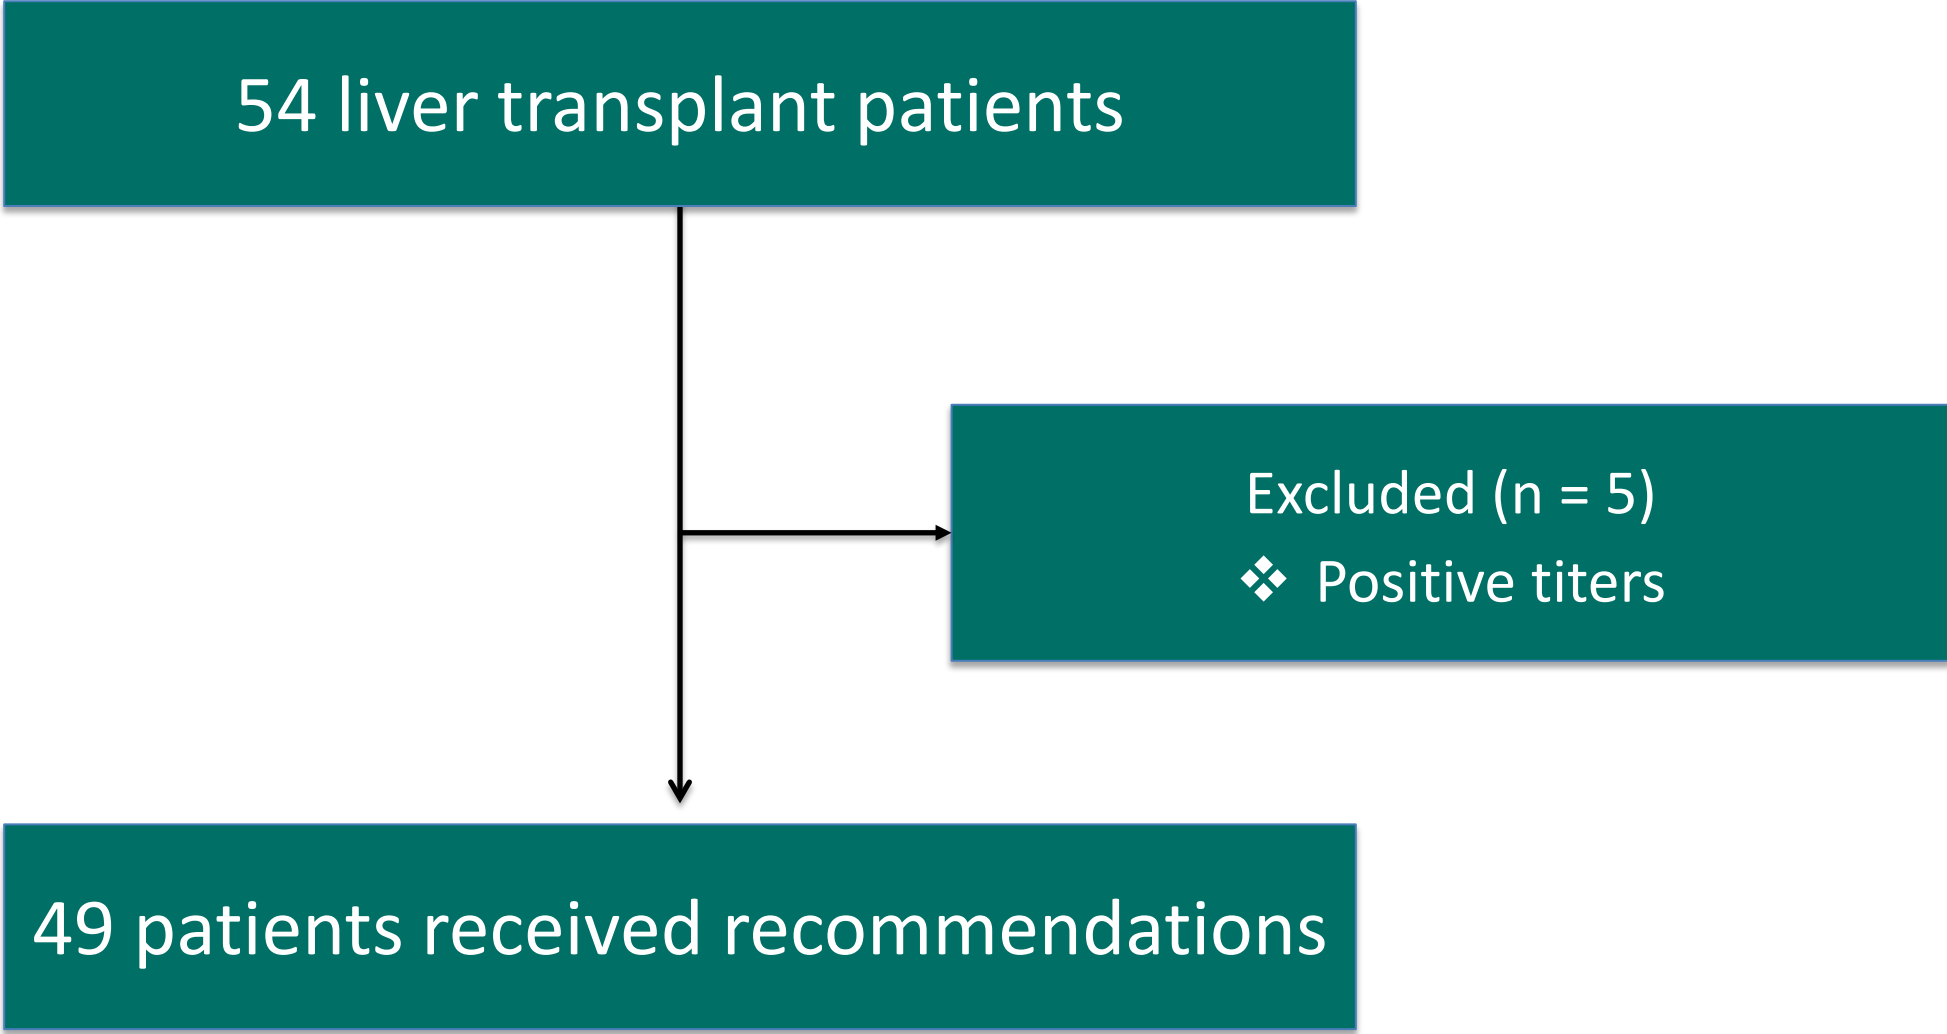 54 liver transplant patients
Excluded (n = 5)
❖ Positive titers
49 patients received recommendations